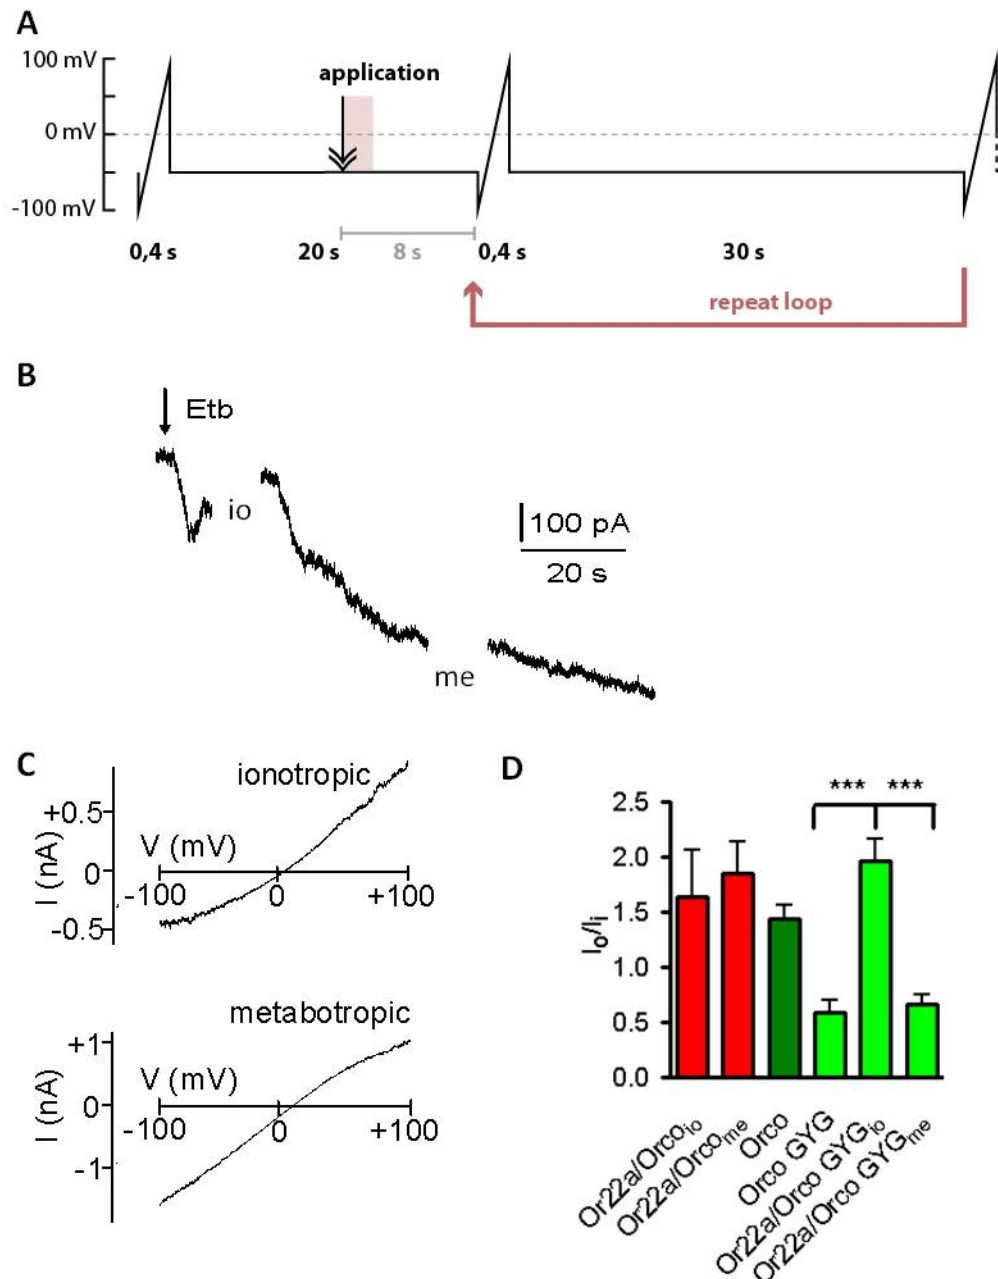 A
100 mV
application
0 mV
-100 mV
0,4 s
20 s
8 s
0,4 s
30 s
repeat loop
B
Etb
io
100 pA
20 s
me
C
ionotropic
+0.5
V (mV)
I (nA)
0
-100
0
+100
-0.5
metabotropic
+1
V (mV)
I (nA)
0
-100
0
+100
-1
D
*** ***
2.5
2.0
1.5
1.0
0.5
0.0
Io/Ii
Or22a/Orcoio
Or22a/Orcome
Orco
Orco GYG
Or22a/Orco GYGio
Or22a/Orco GYGme